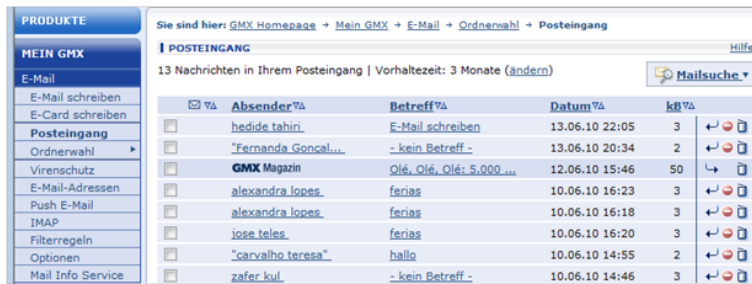 PRODUKTE
MEIN GMX
E-Mail
E-Mail schreiben
E-Card schreiben
Posteingang
Ordnerwahl
Virenschutz
E-Mail-Adressen
Push E-Mail
IMAP
Filterregeln
Optionen
Mail Info Service
Sie sind hier: GMX Homepage → Mein GMX → E-Mail → Ordnerwahl → Posteingang
POSTEINGANG Hilfe
13 Nachrichten in Ihrem Posteingang | Vorhaltezeit: 3 Monate (ändern) Mailsuche
Absender Betreff Datum kB
hedide tahiri E-Mail schreiben 13.06.10 22:05 3
"Fernanda Gonçal... - kein Betreff - 13.06.10 20:34 2
GMX Magazin Olé, Olé, Olé: 5.000 ... 12.06.10 15:46 50
alexandra lopes ferias 10.06.10 16:23 3
alexandra lopes ferias 10.06.10 16:18 3
jose teles ferias 10.06.10 16:20 3
"carvalho teresa" hallo 10.06.10 14:55 2
zafer kul - kein Betreff - 10.06.10 14:46 3